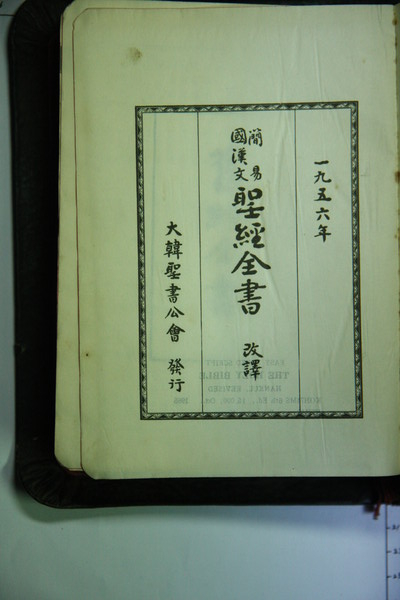 一九五六年
簡易
國漢文
聖經全書 改譯
大韓聖書公會 發行